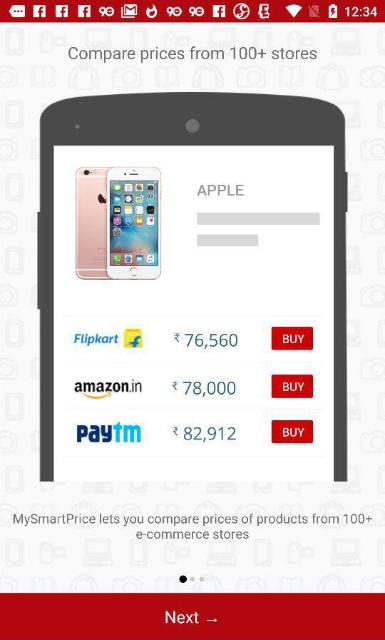 12:34
Compare prices from 100+ stores
APPLE
Flipkart ₹ 76,560 BUY
amazon.in ₹ 78,000 BUY
paytm ₹ 82,912 BUY
MySmartPrice lets you compare prices of products from 100+
e-commerce stores
Next →